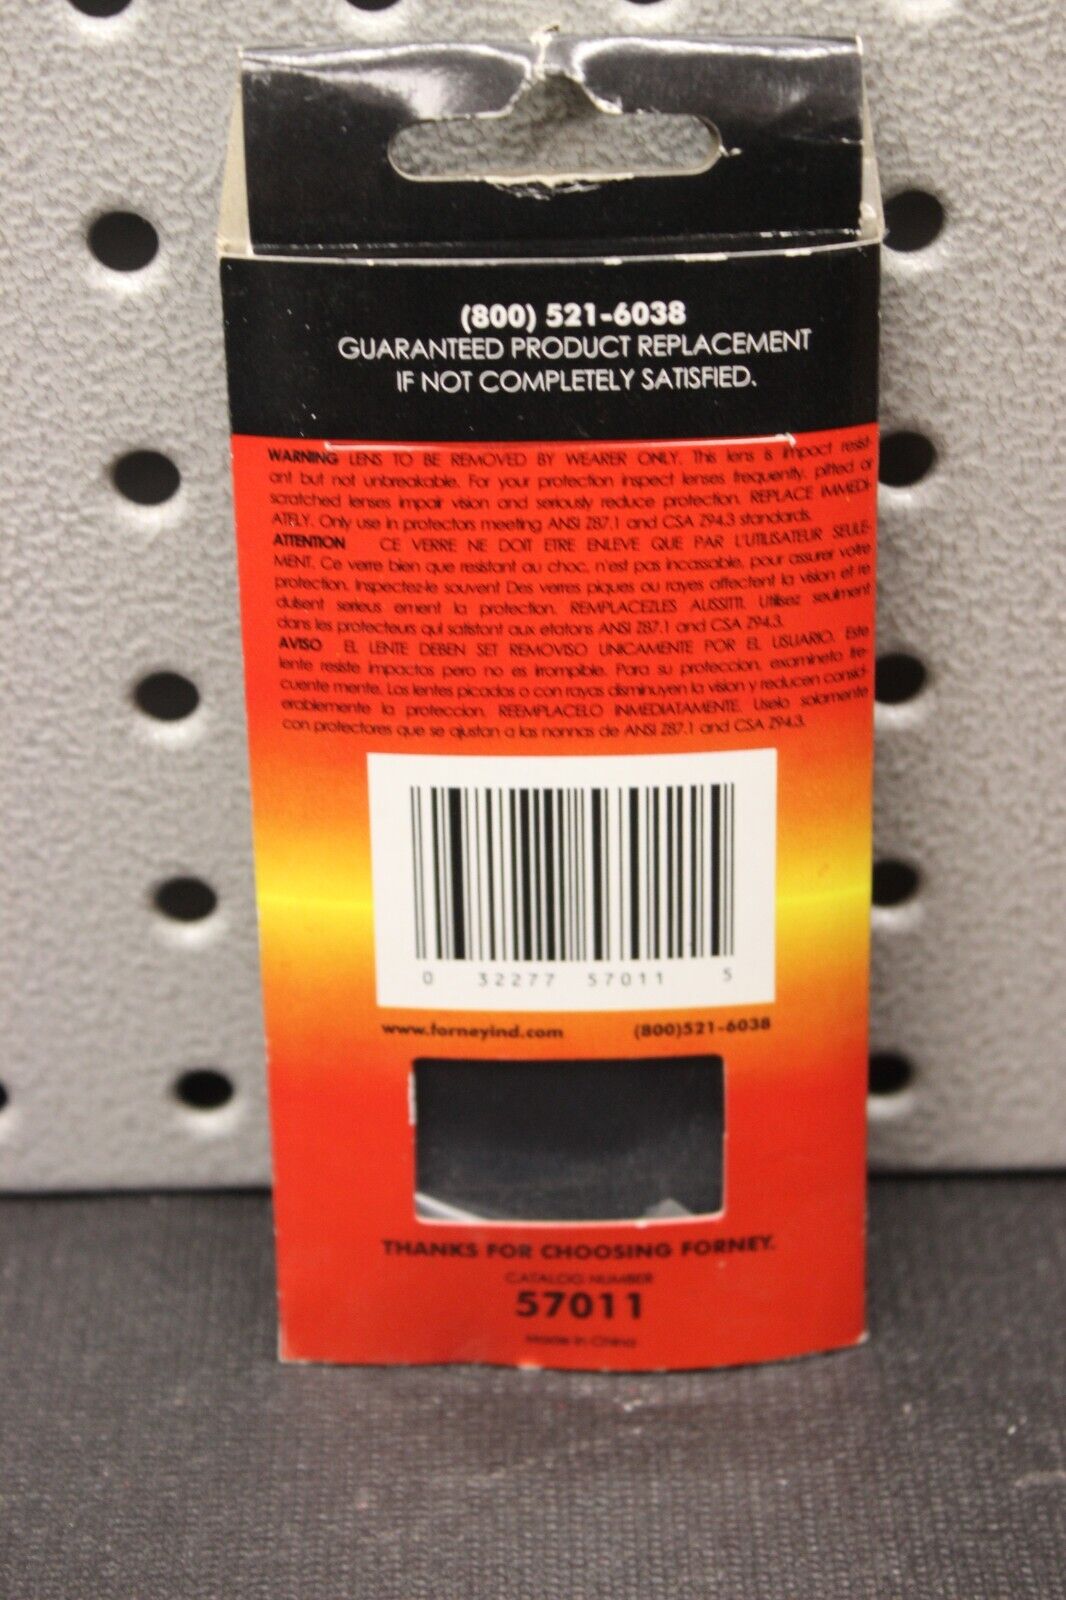 (800) 521-6038
GUARANTEED PRODUCT REPLACEMENT
IF NOT COMPLETELY SATISFIED.
WARNING LENS TO BE REMOVED BY WEARER ONLY. This lens is impact resist-
ant but not unbreakable. For your protection inspect lenses frequently, pitted or
scratched lenses impair vision and seriously reduce protection. REPLACE IMMEDI-
ATELY. Only use in protectors meeting ANSI Z87.1 and CSA Z94.3 standards.
ATTENTION CE VERRE NE DOIT ETRE ENLEVE QUE PAR L'UTILISATEUR SEULE-
MENT. Ce verre bien que resistant au choc, n'est pas incassable, pour assurer votre
protection. Inspectez-le souvent Des verres piques ou rayes affectent la vision et re
duisent serieus ement la protection. REMPLACEZLES AUSSITTI. Utilisez seulment
dans les protecteurs qui satistont aux etatons ANSI Z87.1 and CSA Z94.3.
AVISO EL LENTE DEBEN SET REMOVISO UNICAMENTE POR EL USUARIO. Este
lente resiste impactos pero no es irrompible. Para su proteccion, examineto fre-
cuente mente. Los lentes picados o con rayas disminuyen la vision y reducen consid-
erablemente la proteccion. REEMPLACELO INMEDIATAMENTE. Uselo solamente
con protectores que se ajustan a las nonnas de ANSI Z87.1 and CSA Z94.3.
0 32277 57011 5
www.forneyind.com (800)521-6038
THANKS FOR CHOOSING FORNEY.
CATALOG NUMBER
57011
Made in China